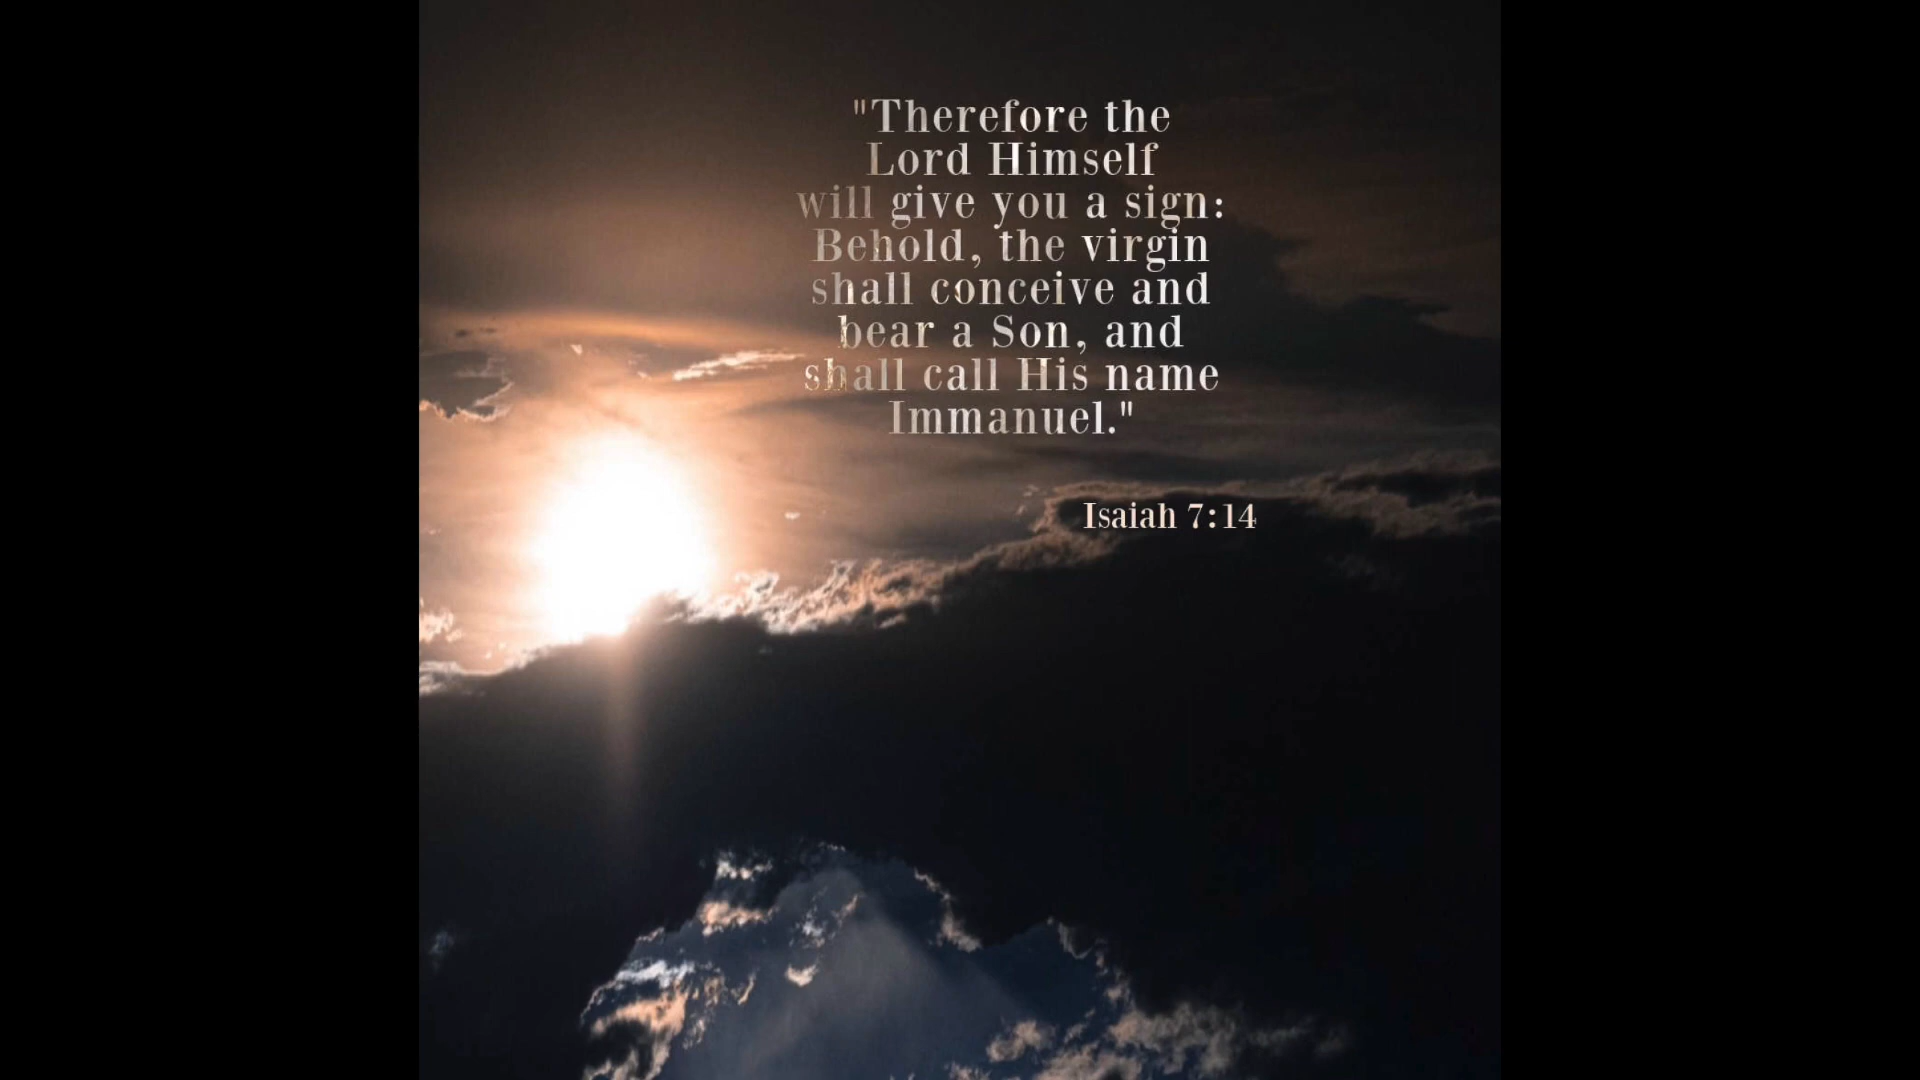 "Therefore the
Lord Himself
will give you a sign:
Behold, the virgin
shall conceive and
bear a Son, and
shall call His name
Immanuel."
Isaiah 7:14